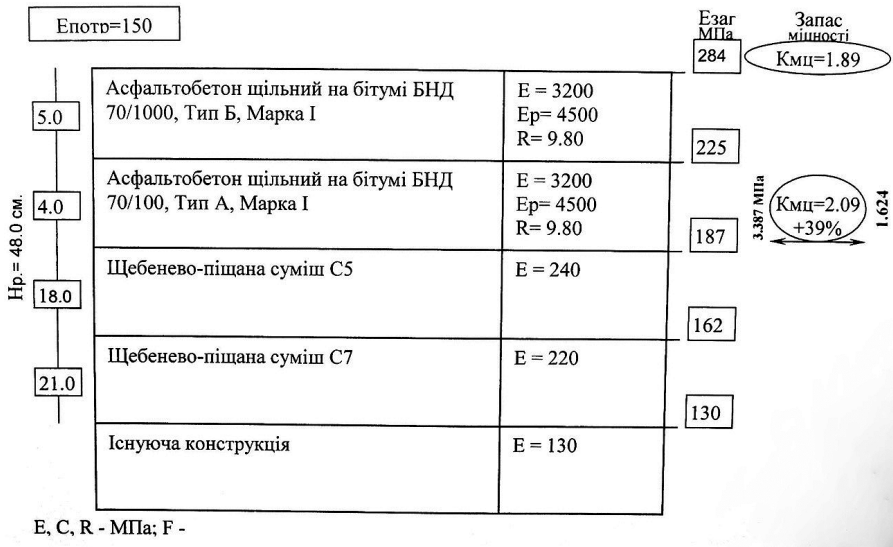 Епотр=150
Езаг
МПа
Запас
міцності
284
Кмц=1.89
Асфальтобетон щільний на бітумі БНД
70/1000, Тип Б, Марка I
E = 3200
Ep= 4500
R= 9.80
5.0
225
Асфальтобетон щільний на бітумі БНД
70/100, Тип А, Марка I
E = 3200
Ep= 4500
R= 9.80
4.0
187
3.387 МПа
Кмц=2.09
+39%
1.624
Нр.= 48.0 см.
Щебенево-піщана суміш С5
E = 240
18.0
162
Щебенево-піщана суміш С7
E = 220
21.0
130
Існуюча конструкція
E = 130
E, C, R - МПа; F -